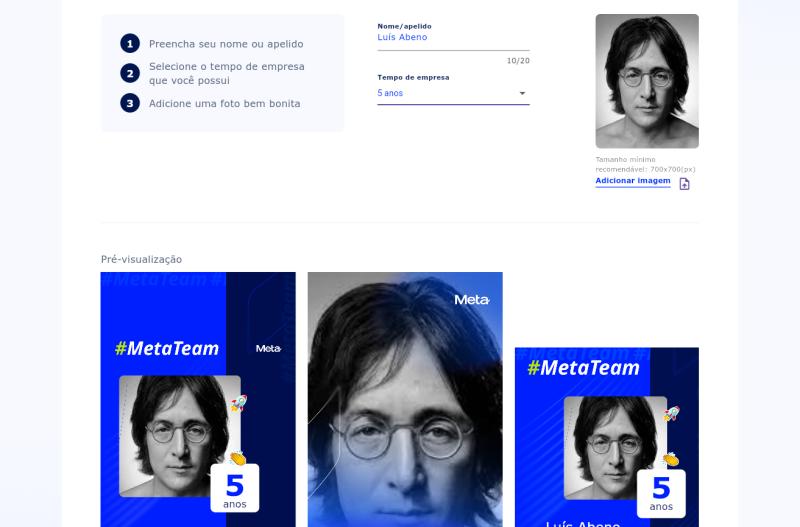 1 Preencha seu nome ou apelido
2 Selecione o tempo de empresa
que você possui
3 Adicione uma foto bem bonita
Nome/apelido
Luís Abeno
10/20
Tempo de empresa
5 anos
Tamanho mínimo
recomendável: 700x700(px)
Adicionar imagem
Pré-visualização
#MetaTeam #
#MetaTeam
Meta
5
anos
Meta
#MetaTeam #
#MetaTeam
5
anos
Luís Abeno